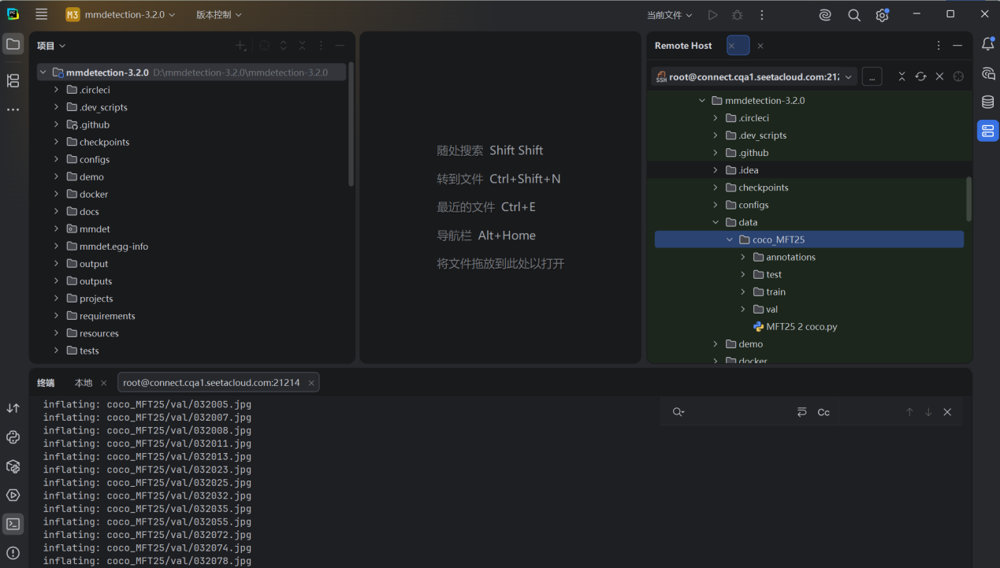 PC
M3 mmdetection-3.2.0 版本控制 当前文件
项目
mmdetection-3.2.0 D:\mmdetection-3.2.0\mmdetection-3.2.0
.circleci
.dev_scripts
.github
checkpoints
configs
demo
docker
docs
mmdet
mmdet.egg-info
output
outputs
projects
requirements
resources
tests
随处搜索 Shift Shift
转到文件 Ctrl+Shift+N
最近的文件 Ctrl+E
导航栏 Alt+Home
将文件拖放到此处以打开
Remote Host
SSH root@connect.cqa1.seetacloud.com:21 ...
mmdetection-3.2.0
.circleci
.dev_scripts
.github
.idea
checkpoints
configs
data
coco_MFT25
annotations
test
train
val
MFT25 2 coco.py
demo
docker
终端 本地 root@connect.cqa1.seetacloud.com:21214
Cc
inflating: coco_MFT25/val/032005.jpg
inflating: coco_MFT25/val/032007.jpg
inflating: coco_MFT25/val/032008.jpg
inflating: coco_MFT25/val/032011.jpg
inflating: coco_MFT25/val/032013.jpg
inflating: coco_MFT25/val/032023.jpg
inflating: coco_MFT25/val/032025.jpg
inflating: coco_MFT25/val/032032.jpg
inflating: coco_MFT25/val/032035.jpg
inflating: coco_MFT25/val/032055.jpg
inflating: coco_MFT25/val/032072.jpg
inflating: coco_MFT25/val/032074.jpg
inflating: coco_MFT25/val/032078.jpg